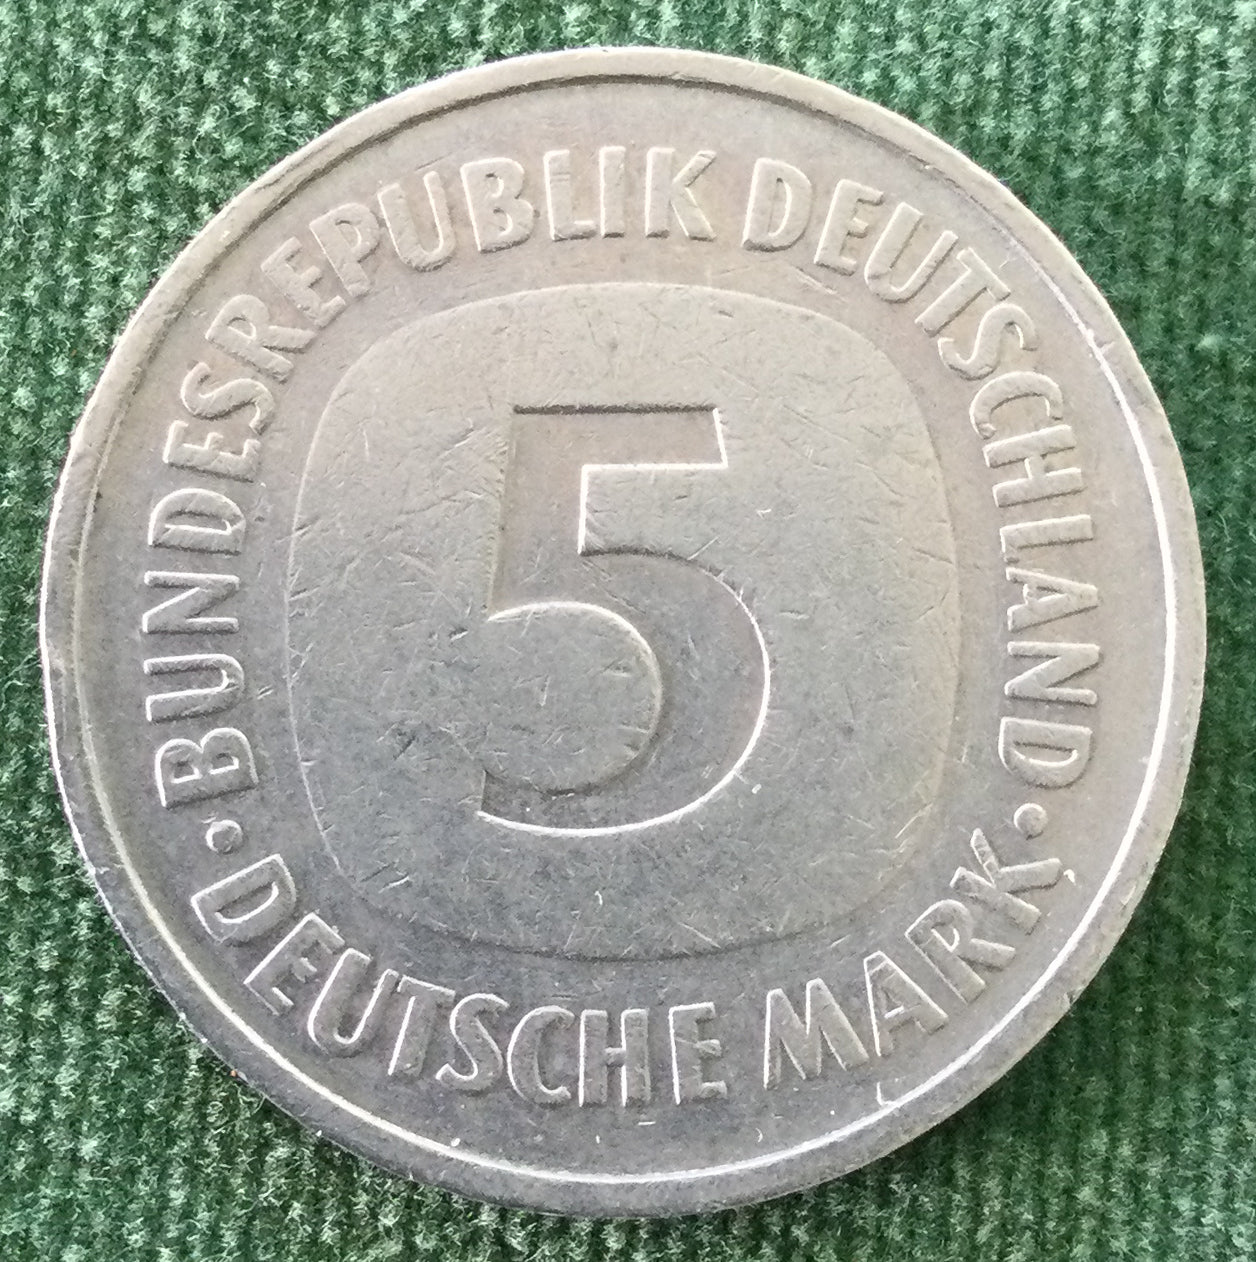 BUNDESREPUBLIK DEUTSCHLAND
5
· DEUTSCHE MARK ·